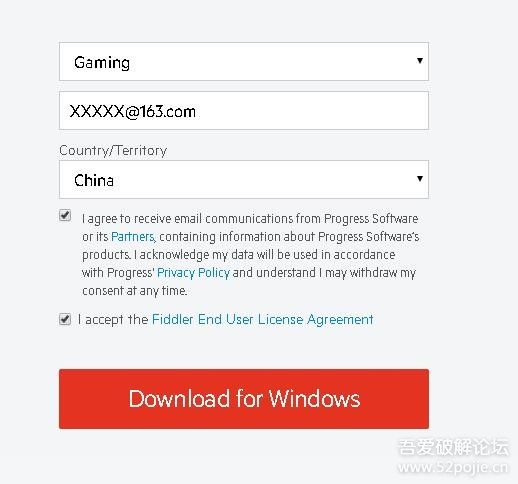 Gaming
XXXXX@163.com
Country/Territory
China
I agree to receive email communications from Progress Software
or its Partners, containing information about Progress Software's
products. I acknowledge my data will be used in accordance
with Progress' Privacy Policy and understand I may withdraw my
consent at any time.
I accept the Fiddler End User License Agreement
Download for Windows
吾爱破解论坛
www.52pojie.cn